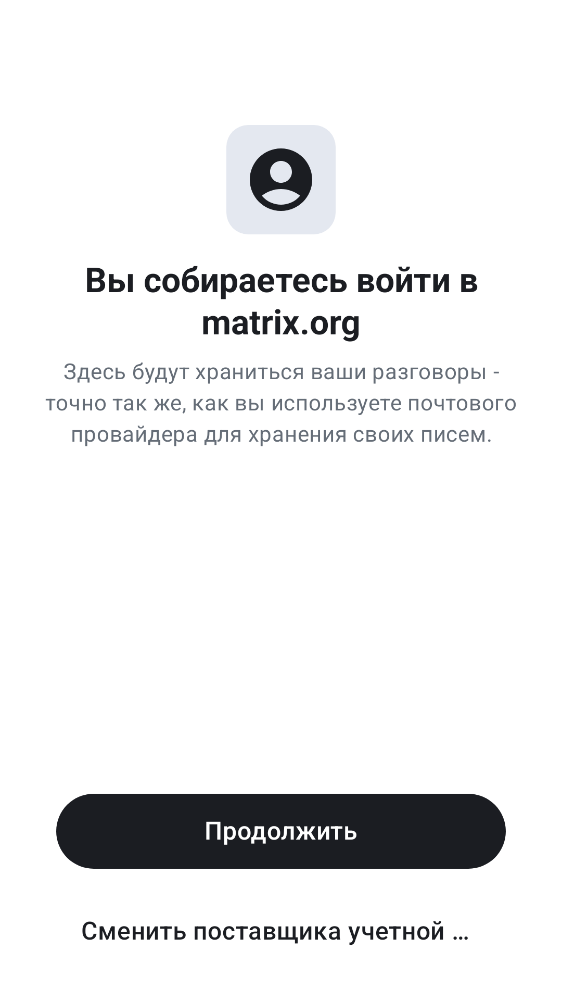 Вы собираетесь войти в
matrix.org
Здесь будут храниться ваши разговоры -
точно так же, как вы используете почтового
провайдера для хранения своих писем.
Продолжить
Сменить поставщика учетной ...